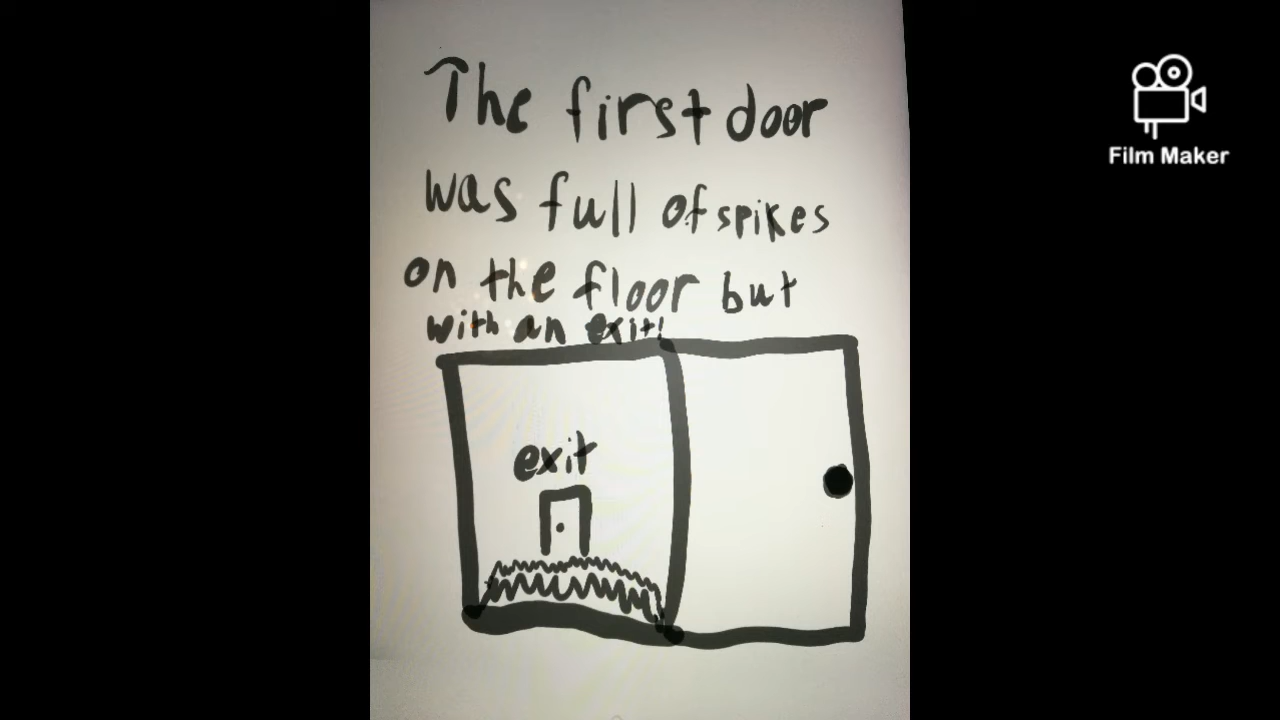 The first door
was full of spikes
on the floor but
with an exit!
exit
Film Maker